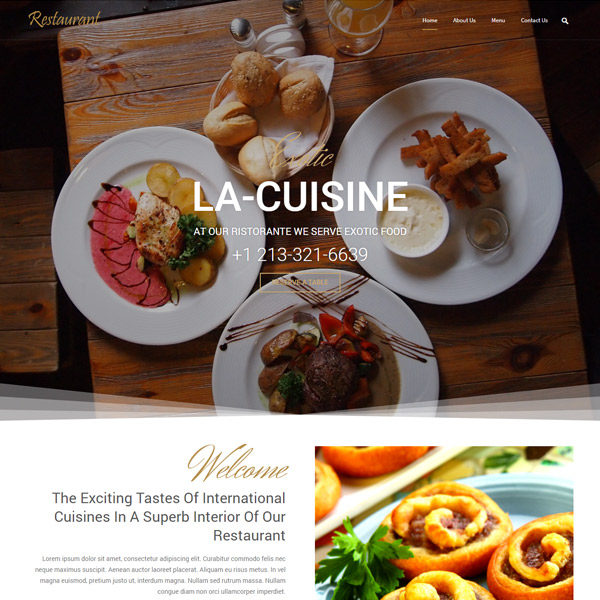 Restaurant
Home About Us Menu Contact Us
Exotic
LA-CUISINE
AT OUR RISTORANTE WE SERVE EXOTIC FOOD
+1 213-321-6639
RESERVE A TABLE
Welcome
The Exciting Tastes Of International
Cuisines In A Superb Interior Of Our
Restaurant
Lorem ipsum dolor sit amet, consectetur adipiscing elit. Curabitur commodo felis nec
neque maximus suscipit. Aenean auctor laoreet placerat. Aliquam eu risus metus. In vel
magna euismod, pretium justo ut, interdum magna. Nullam sed rutrum massa. Nullam
congue diam non orci ullamcorper imperdiet.